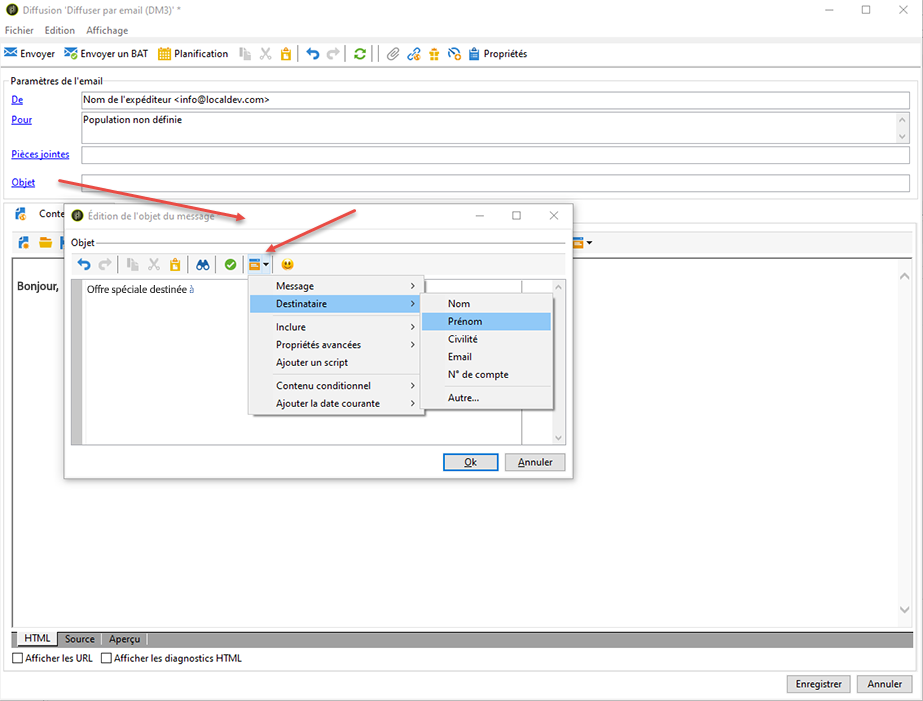 Diffusion 'Diffuser par email (DM3)' *
Fichier Edition Affichage
Envoyer Envoyer un BAT Planification Propriétés
Paramètres de l'email
De Nom de l'expéditeur <info@localdev.com>
Pour Population non définie
Pièces jointes
Objet
Conte
Édition de l'objet du message
Objet
Bonjour,
Offre spéciale destinée à
Message
Destinataire
Inclure
Propriétés avancées
Ajouter un script
Contenu conditionnel
Ajouter la date courante
Nom
Prénom
Civilité
Email
N° de compte
Autre...
Ok Annuler
HTML Source Aperçu
Afficher les URL Afficher les diagnostics HTML
Enregistrer Annuler